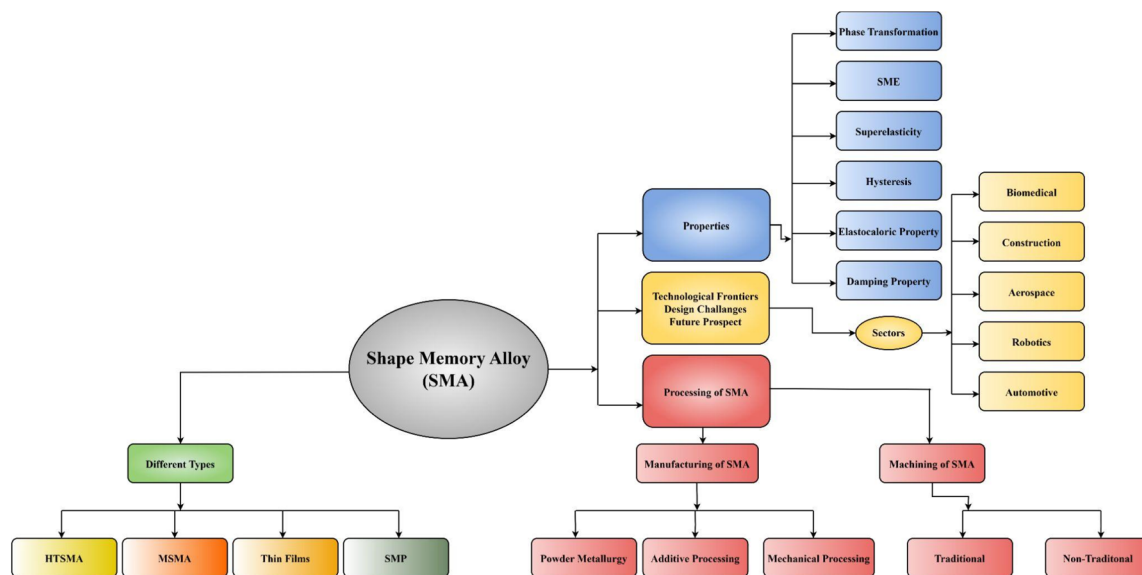 Phase Transformation
SME
Superelasticity
Hysteresis
Elastocaloric Property
Damping Property
Properties
Biomedical
Construction
Aerospace
Robotics
Automotive
Technological Frontiers
Design Challanges
Future Prospect
Sectors
Shape Memory Alloy
(SMA)
Processing of SMA
Different Types
Manufacturing of SMA
Machining of SMA
HTSMA
MSMA
Thin Films
SMP
Powder Metallurgy
Additive Processing
Mechanical Processing
Traditional
Non-Traditonal